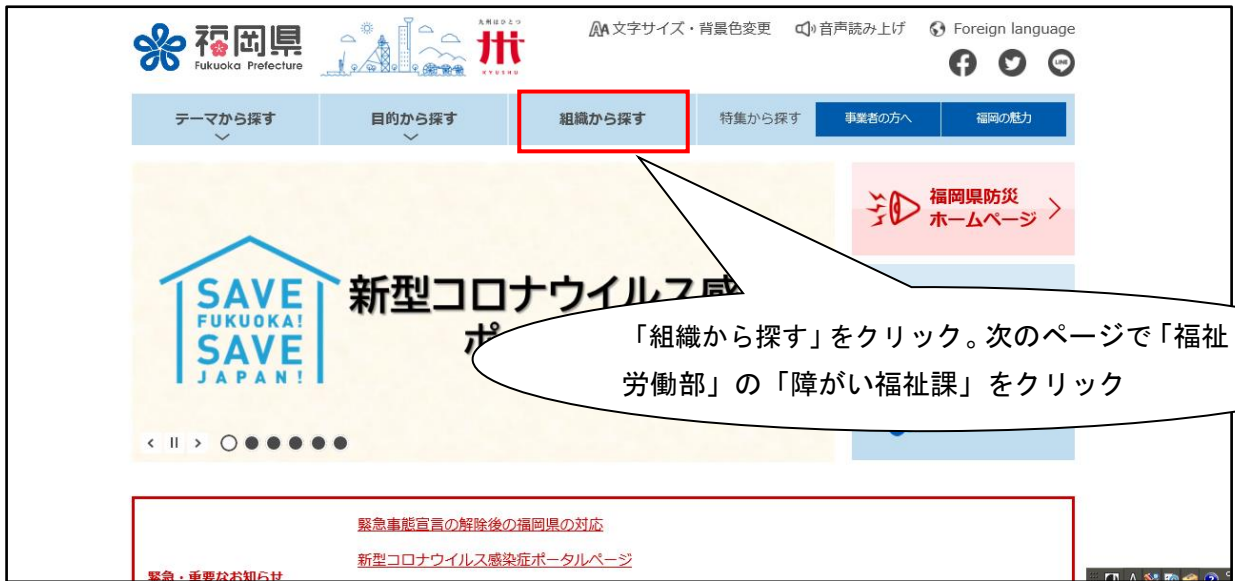 福岡県
Fukuoka Prefecture
九州はひとつ
州
KYUSHU
AA文字サイズ・背景色変更 音声読み上げ Foreign language
LINE
テーマから探す 目的から探す 組織から探す 特集から探す 事業者の方へ 福岡の魅力
福岡県防災
ホームページ
SAVE
FUKUOKA!
SAVE
JAPAN!
新型コロナウイルス感
ポ
「組織から探す」をクリック。次のページで「福祉
労働部」の「障がい福祉課」をクリック
緊急事態宣言の解除後の福岡県の対応
新型コロナウイルス感染症ポータルページ
緊急・重要なお知らせ